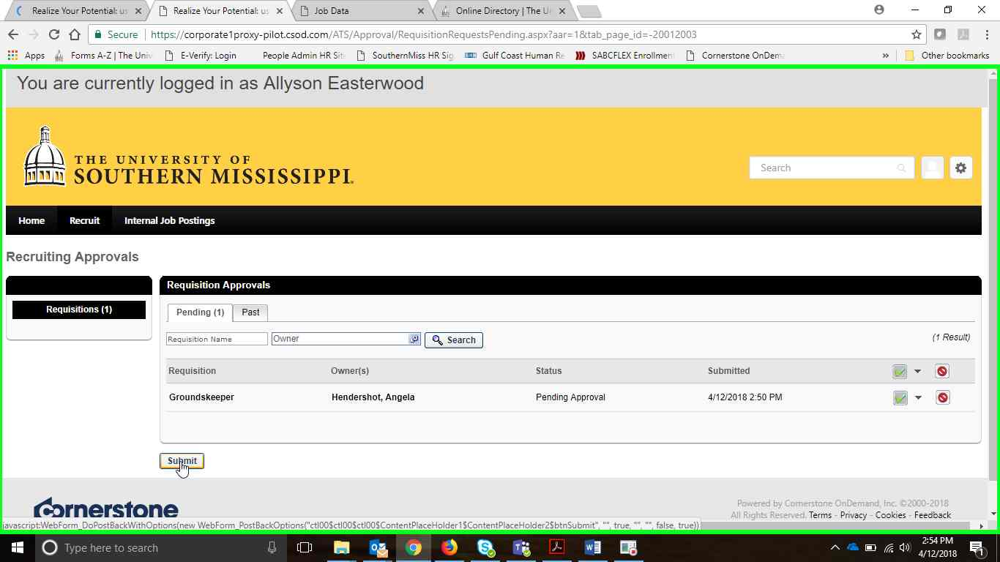 Realize Your Potential: us
Realize Your Potential: us
Job Data
Online Directory | The Un
Secure
https://corporate1proxy-pilot.csod.com/ATS/Approval/RequisitionRequestsPending.aspx?aar=1&tab_page_id=-20012003
Apps
Forms A-Z | The Univ
E-Verify: Login
People Admin HR Site
SouthernMiss HR Sig
Gulf Coast Human Re
SABCFLEX Enrollment
Cornerstone OnDema
»
Other bookmarks
You are currently logged in as Allyson Easterwood
THE UNIVERSITY OF
SOUTHERN MISSISSIPPI
Search
Home
Recruit
Internal Job Postings
Recruiting Approvals
Requisitions (1)
Requisition Approvals
Pending (1)
Past
Requisition Name
Owner
Search
(1 Result)
Requisition Owner(s) Status Submitted
Groundskeeper Hendershot, Angela Pending Approval 4/12/2018 2:50 PM
Submit
cornerstone
Powered by Cornerstone OnDemand, Inc. ©2000-2018
All Rights Reserved. Terms - Privacy - Cookies - Feedback
javascript:WebForm_DoPostBackWithOptions(new WebForm_PostBackOptions("ctl00$ctl00$ctl00$ContentPlaceHolder1$ContentPlaceHolder2$btnSubmit", "", true, "", "", false, true))
Type here to search
2:54 PM
4/12/2018
1